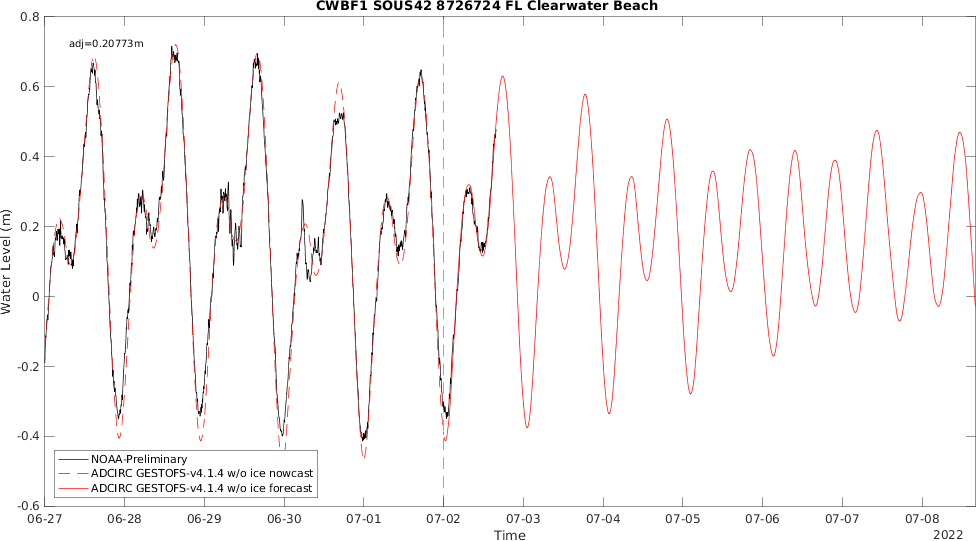 CWBF1 SOUS42 8726724 FL Clearwater Beach
adj=0.20773m
0.8
0.6
0.4
0.2
0
-0.2
-0.4
-0.6
Water Level (m)
NOAA-Preliminary
ADCIRC GESTOFS-v4.1.4 w/o ice nowcast
ADCIRC GESTOFS-v4.1.4 w/o ice forecast
06-27 06-28 06-29 06-30 07-01 07-02 07-03 07-04 07-05 07-06 07-07 07-08
Time
2022